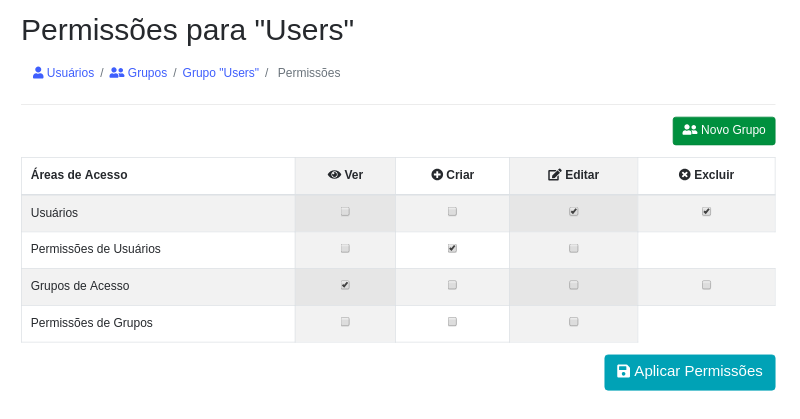 Permissões para "Users"
Usuários / Grupos / Grupo "Users" / Permissões
Novo Grupo
Áreas de Acesso Ver Criar Editar Excluir
Usuários
Permissões de Usuários
Grupos de Acesso
Permissões de Grupos
Aplicar Permissões